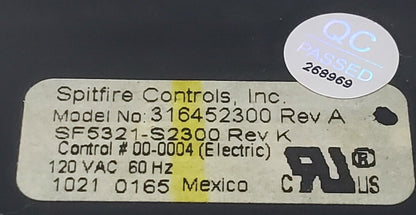 QC
PASSED
268969
Spitfire Controls, Inc.
Model No: 316452300 Rev A
SF5321-S2300 Rev K
Control # 00-0004 (Electric)
120 VAC 60 Hz
1021 0165 Mexico
C RU ® US